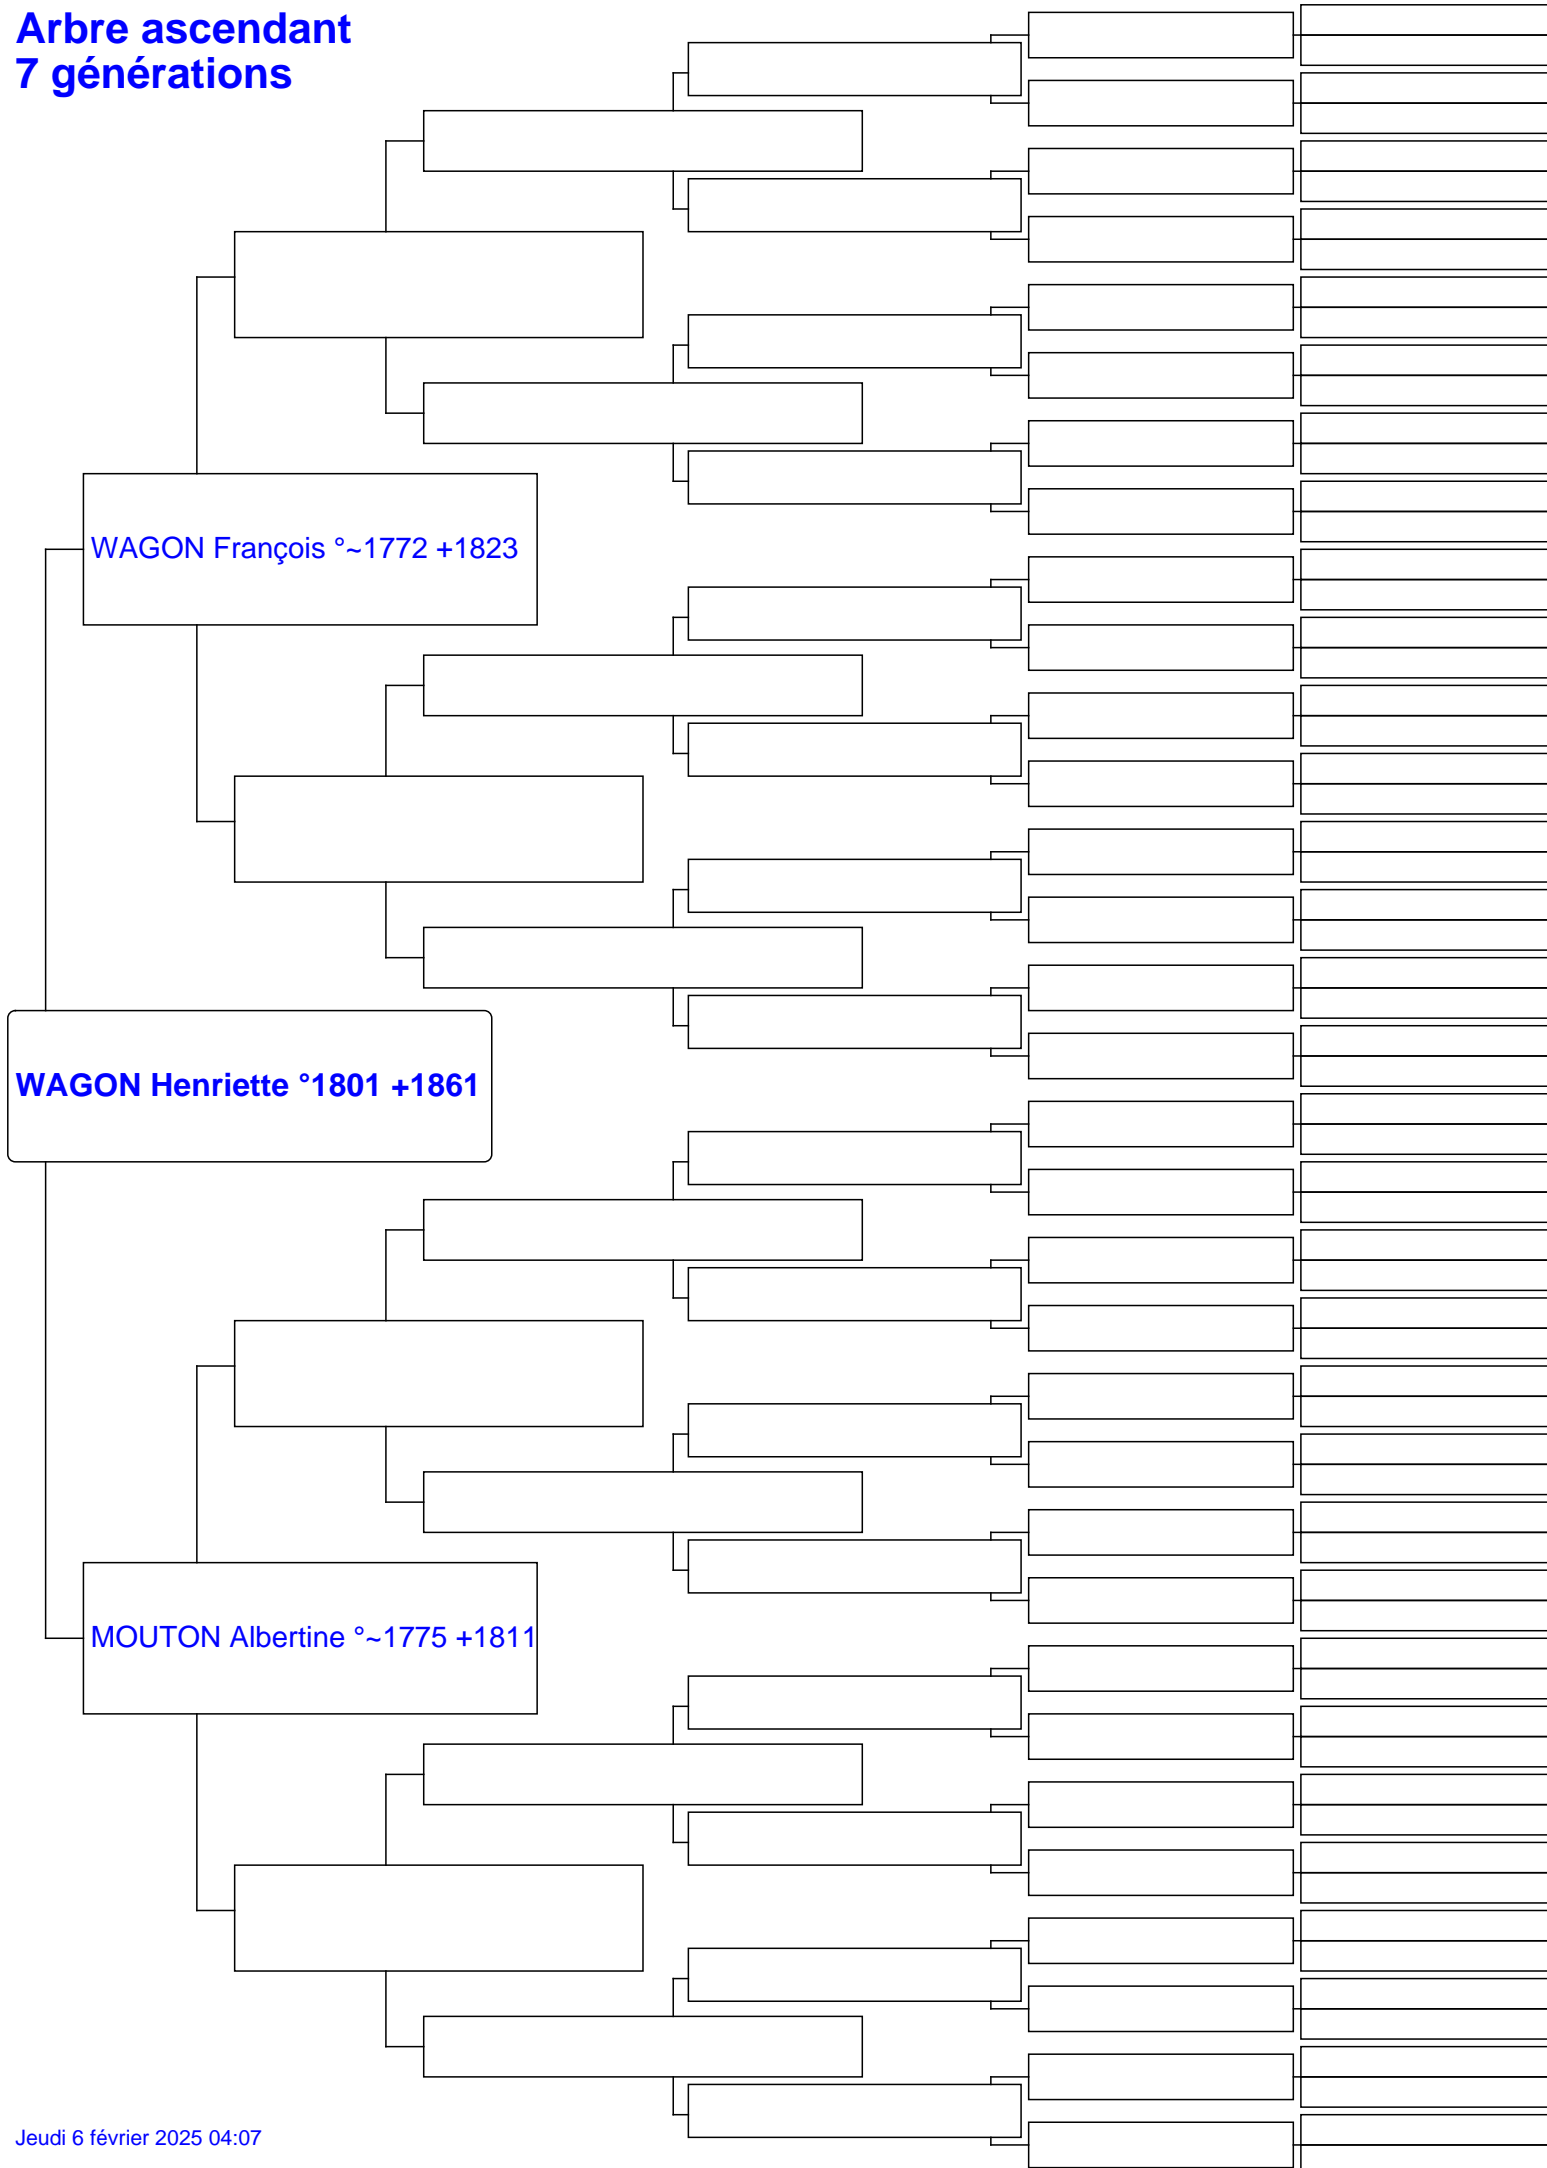 Arbre ascendant
7 générations
WAGON François °~1772 +1823
WAGON Henriette °1801 +1861
MOUTON Albertine °~1775 +1811
Jeudi 6 février 2025 04:07